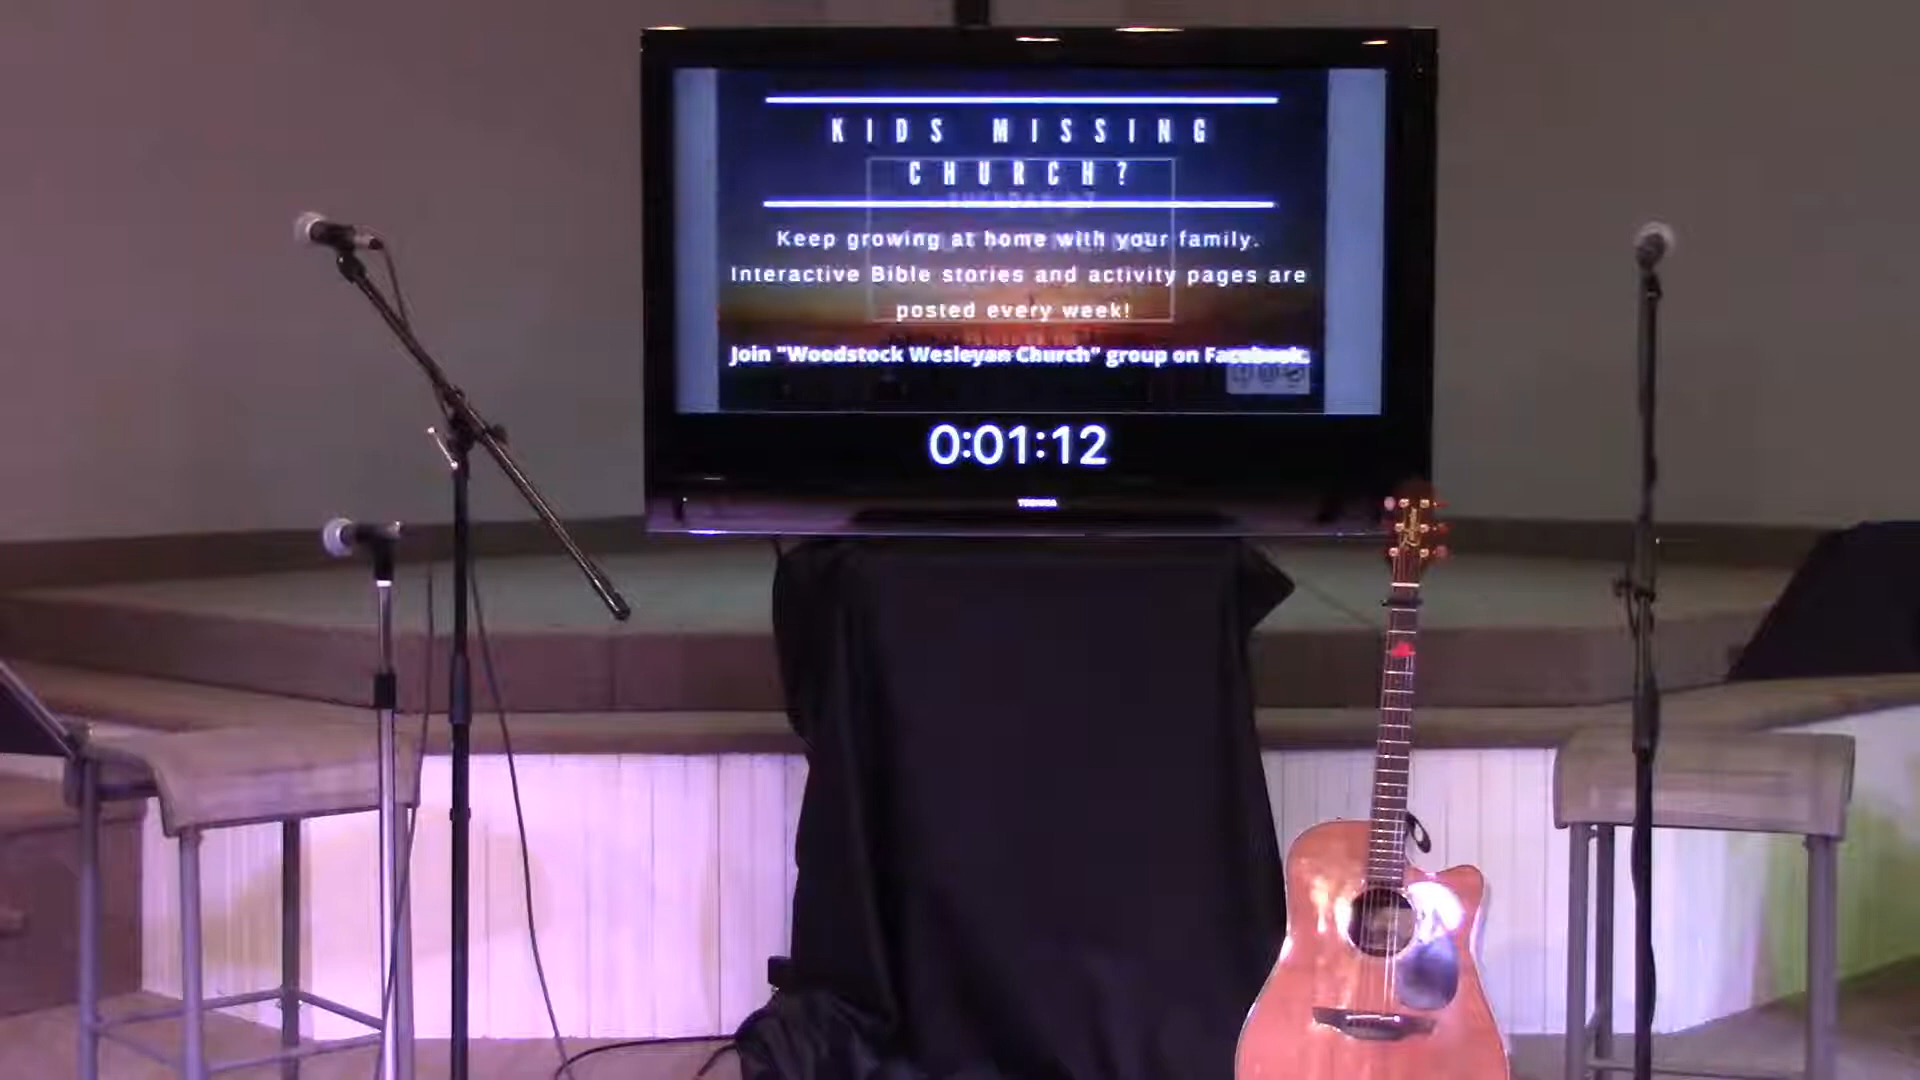 KIDS MISSING
CHURCH?
Keep growing at home with your family.
Interactive Bible stories and activity pages are
posted every week!
Join "Woodstock Wesleyan Church" group on Facebook.
0:01:12
TOSHIBA